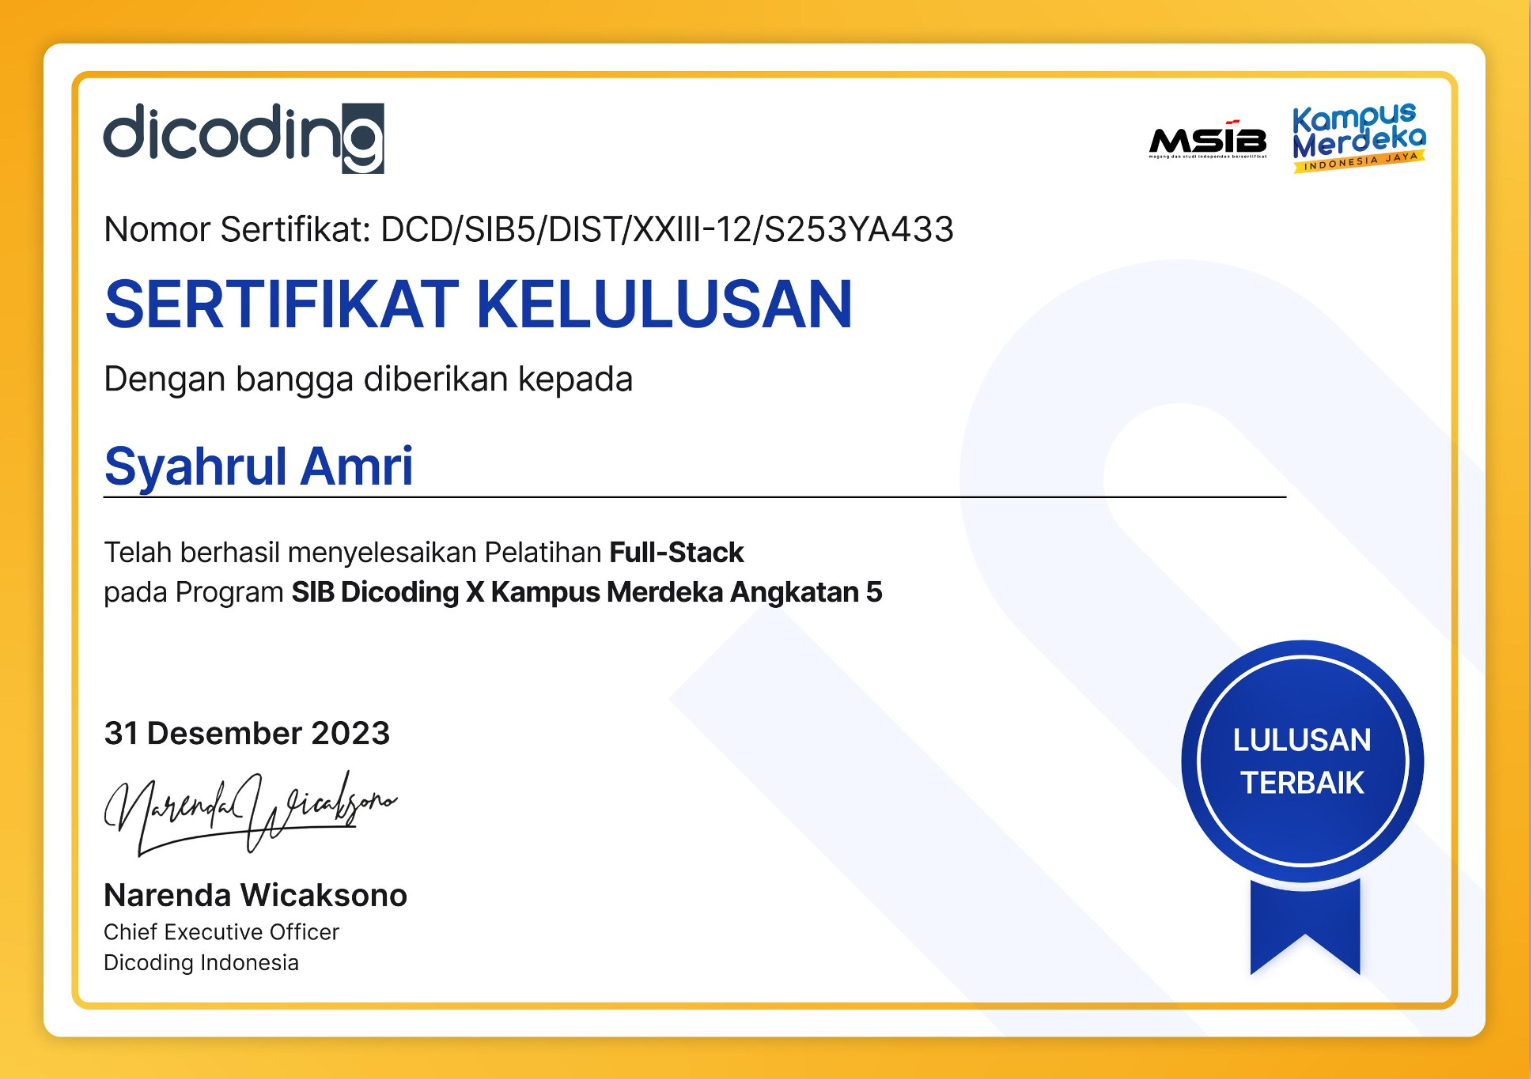 dicoding
MSIB
magang dan studi independen bersertifikat
Kampus
Merdeka
INDONESIA JAYA
Nomor Sertifikat: DCD/SIB5/DIST/XXIII-12/S253YA433
SERTIFIKAT KELULUSAN
Dengan bangga diberikan kepada
Syahrul Amri
Telah berhasil menyelesaikan Pelatihan Full-Stack
pada Program SIB Dicoding X Kampus Merdeka Angkatan 5
31 Desember 2023
Narenda Wicaksono
Narenda Wicaksono
Chief Executive Officer
Dicoding Indonesia
LULUSAN
TERBAIK